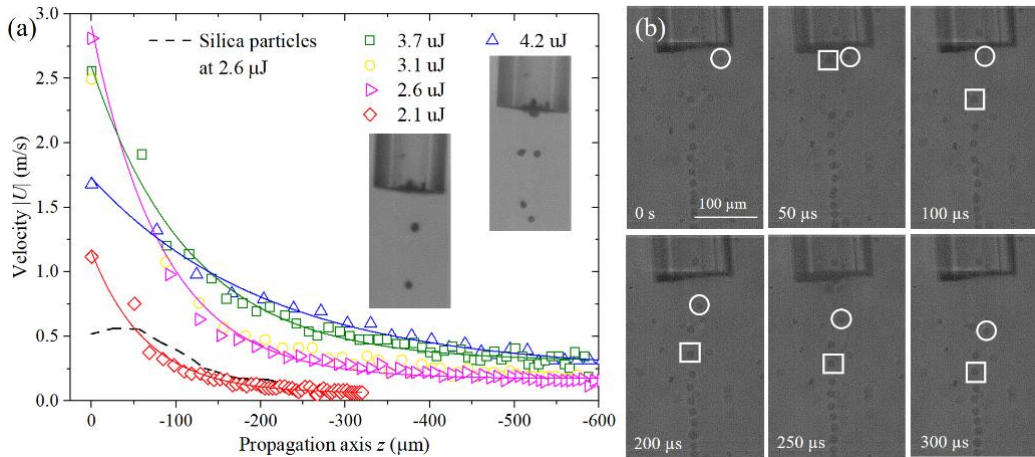 (a)
Silica particles
at 2.6 μJ
3.7 uJ
3.1 uJ
2.6 uJ
2.1 uJ
4.2 uJ
Velocity |U| (m/s)
3.0
2.5
2.0
1.5
1.0
0.5
0.0
0
-100
-200
-300
-400
-500
-600
Propagation axis z (μm)
(b)
0 s
100 μm
50 μs
100 μs
200 μs
250 μs
300 μs